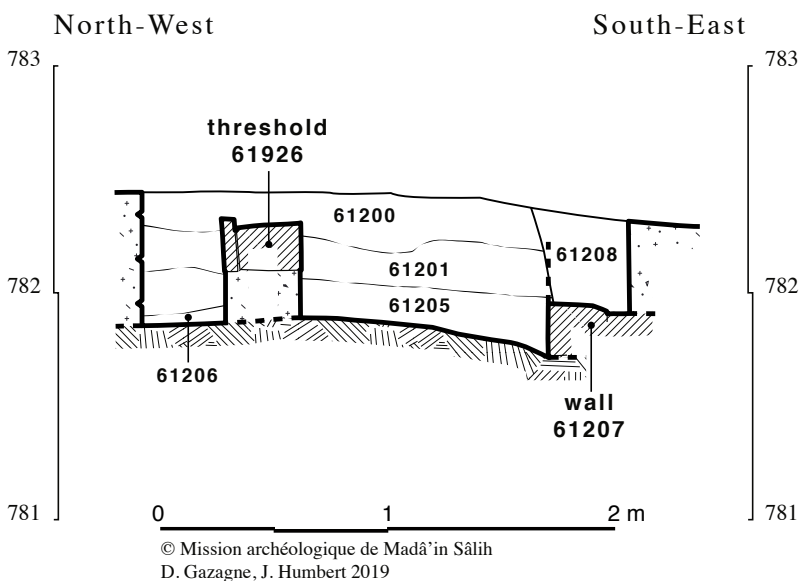 North-West
South-East
783
783
threshold
61926
61200
61208
61201
782
782
61205
61206
wall
61207
781
781
0
1
2 m
© Mission archéologique de Madâ'in Sâlih
D. Gazagne, J. Humbert 2019